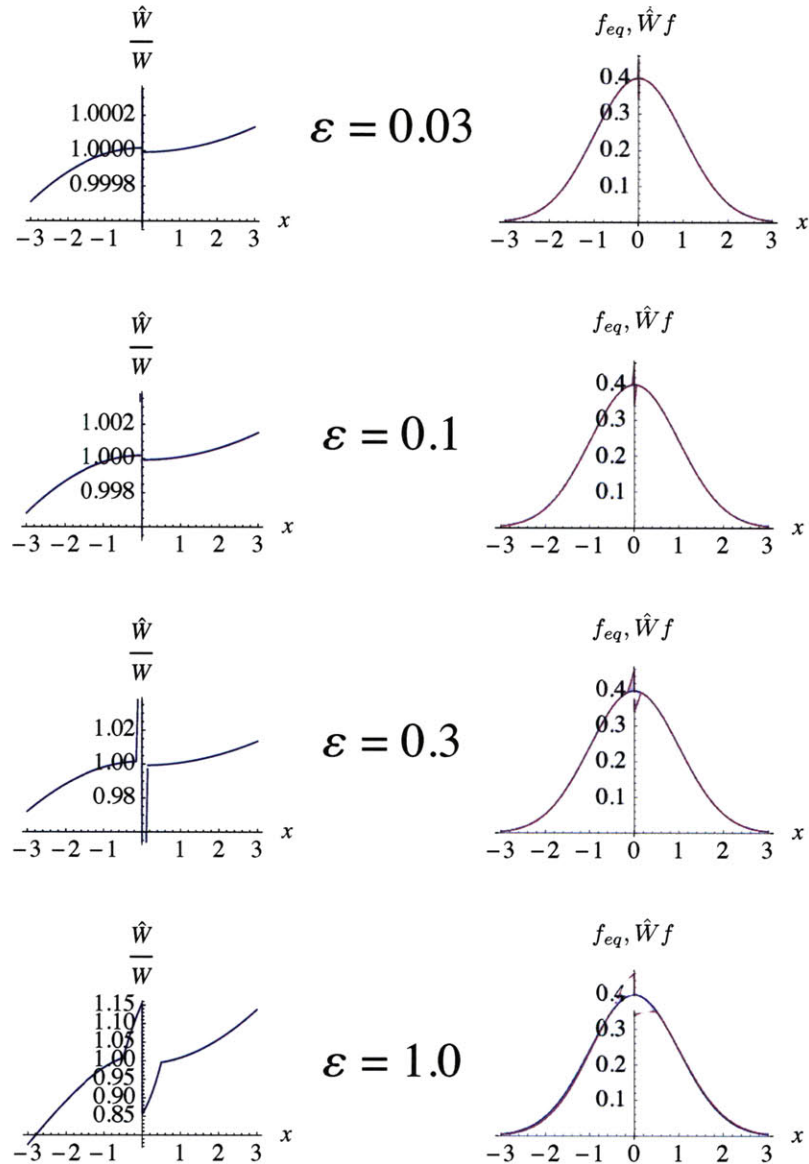 Ŵ
W
f_eq, Ŵf
1.0002
1.0000
0.9998
−3 −2 −1 1 2 3 x
ε = 0.03
0.4
0.3
0.2
0.1
−3 −2 −1 0 1 2 3 x
Ŵ
W
f_eq, Ŵf
1.002
1.000
0.998
−3 −2 −1 1 2 3 x
ε = 0.1
0.4
0.3
0.2
0.1
−3 −2 −1 0 1 2 3 x
Ŵ
W
f_eq, Ŵf
1.02
1.00
0.98
−3 −2 −1 1 2 3 x
ε = 0.3
0.4
0.3
0.2
0.1
−3 −2 −1 0 1 2 3 x
Ŵ
W
f_eq, Ŵf
1.15
1.10
1.05
1.00
0.95
0.90
0.85
−3 −2 −1 0 1 2 3 x
ε = 1.0
0.4
0.3
0.2
0.1
−3 −2 −1 0 1 2 3 x